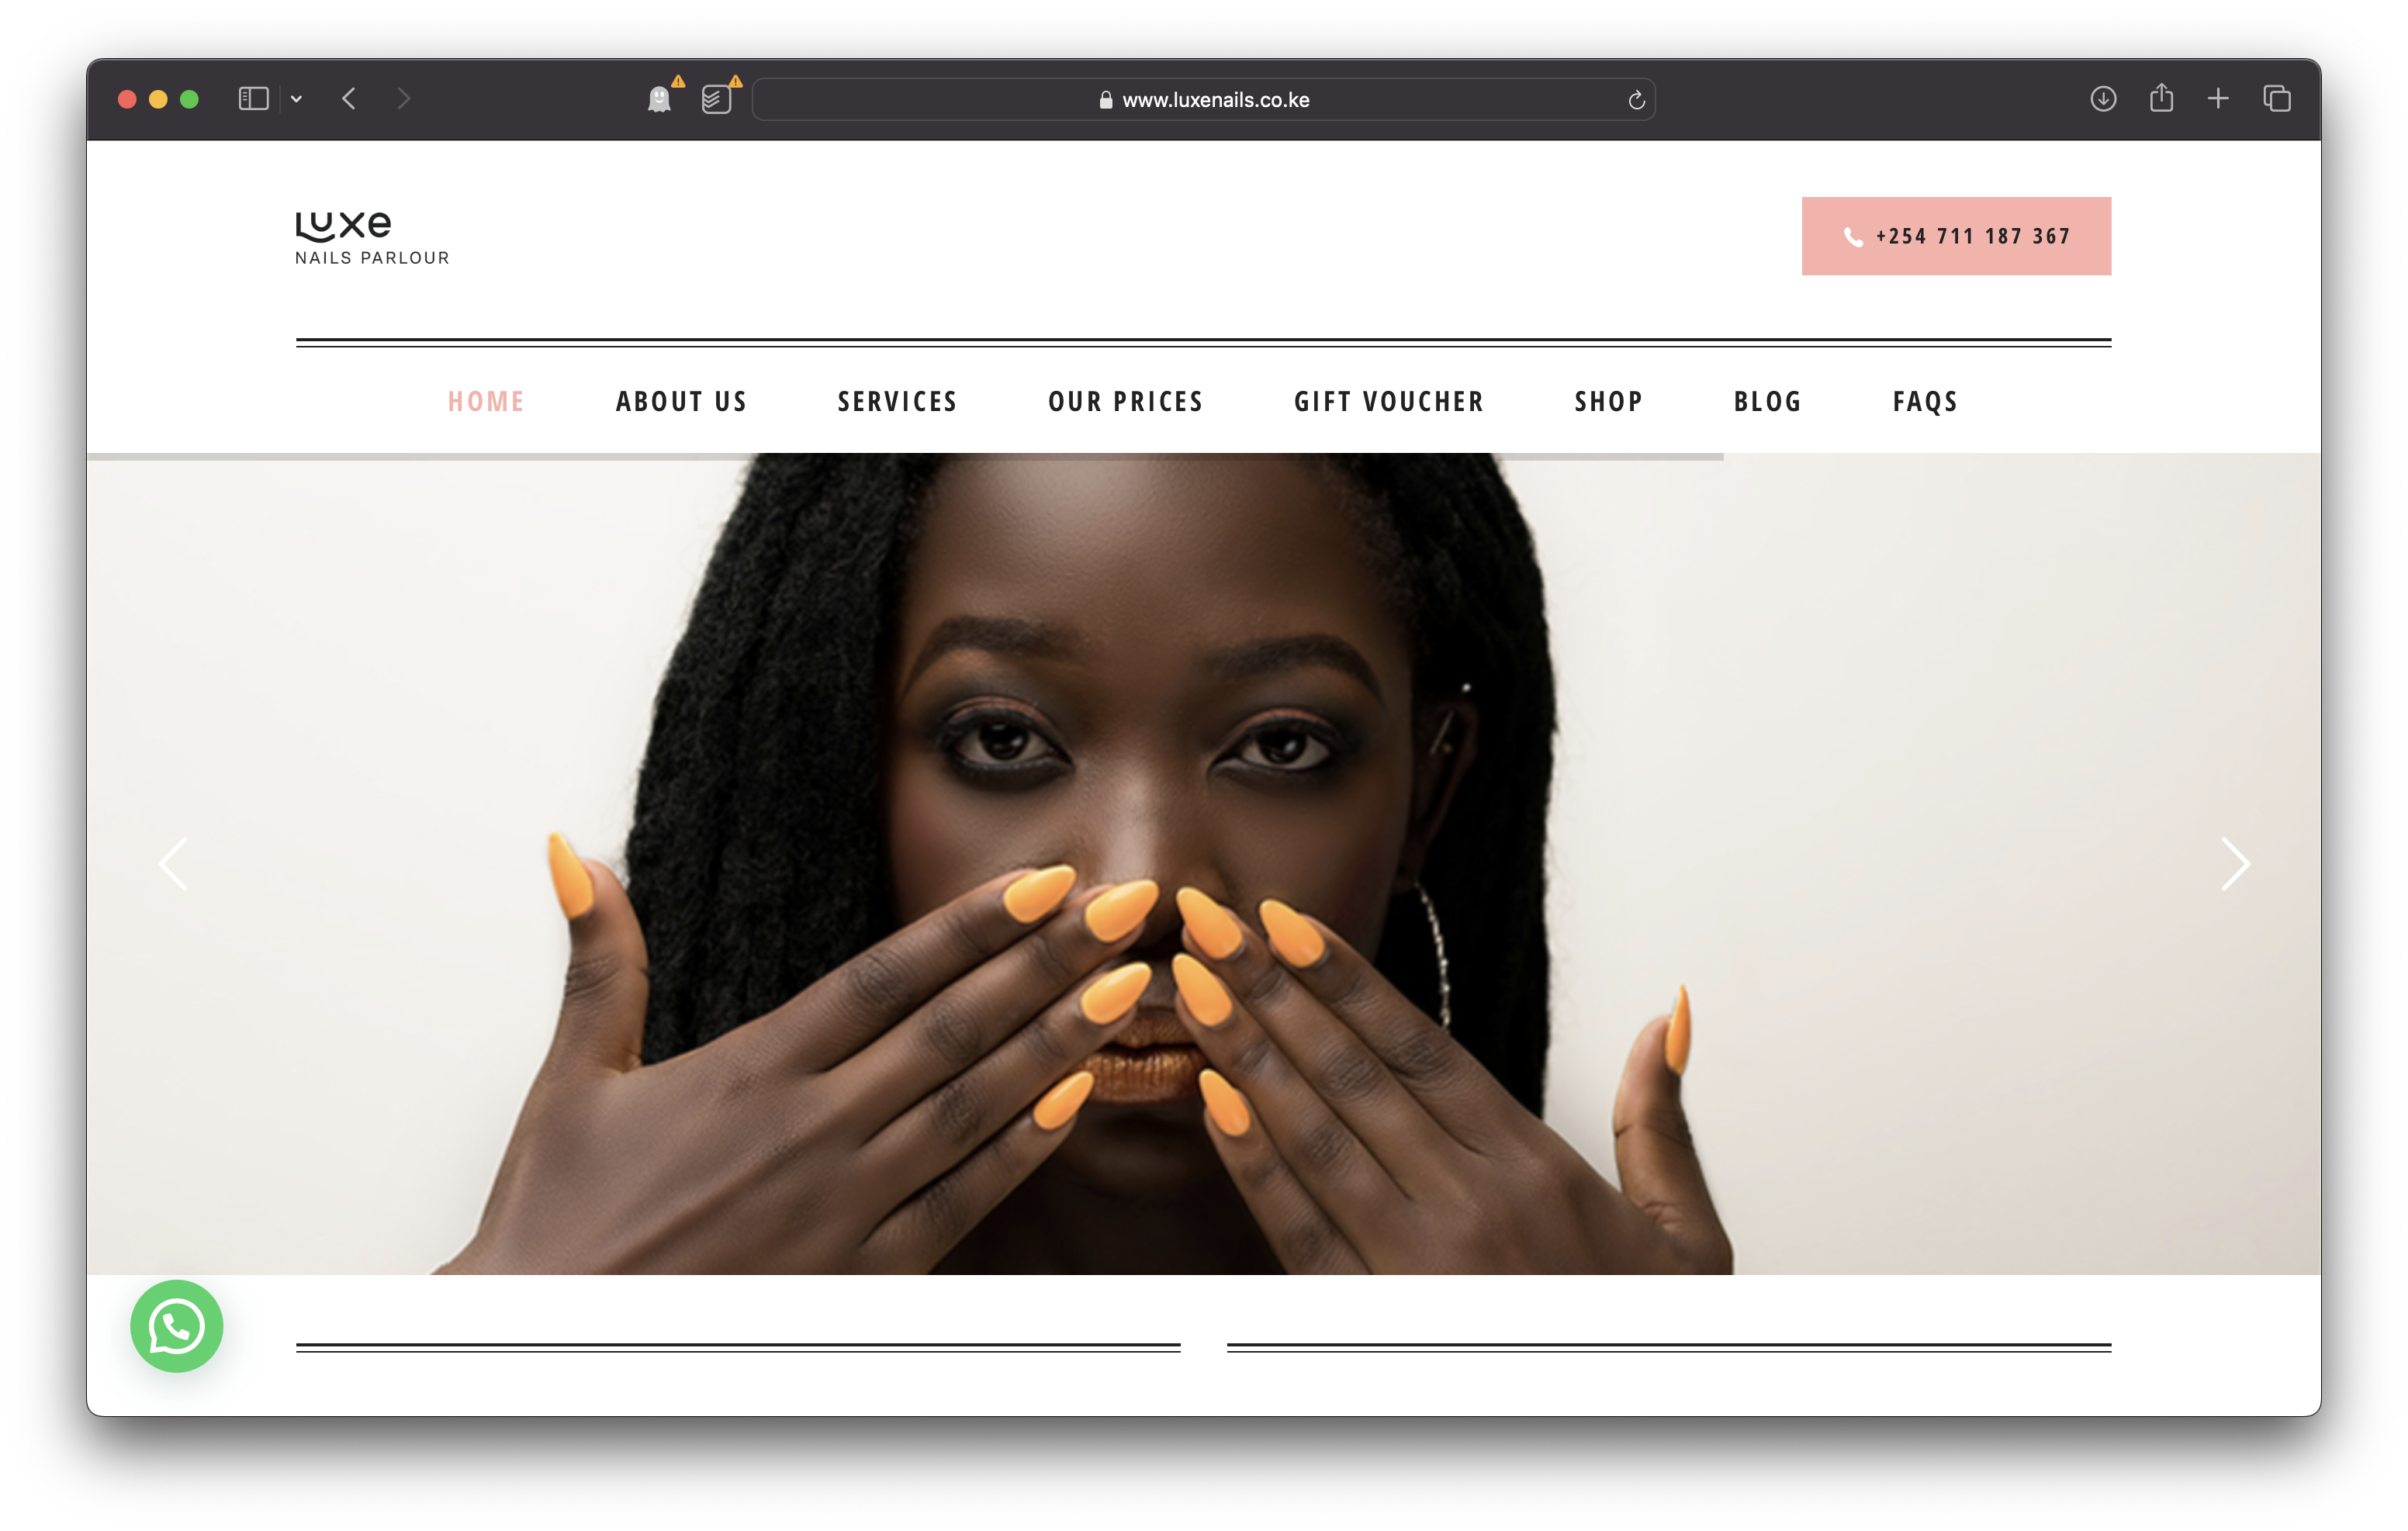 www.luxenails.co.ke
Luxe
NAILS PARLOUR
+254 711 187 367
HOME ABOUT US SERVICES OUR PRICES GIFT VOUCHER SHOP BLOG FAQS